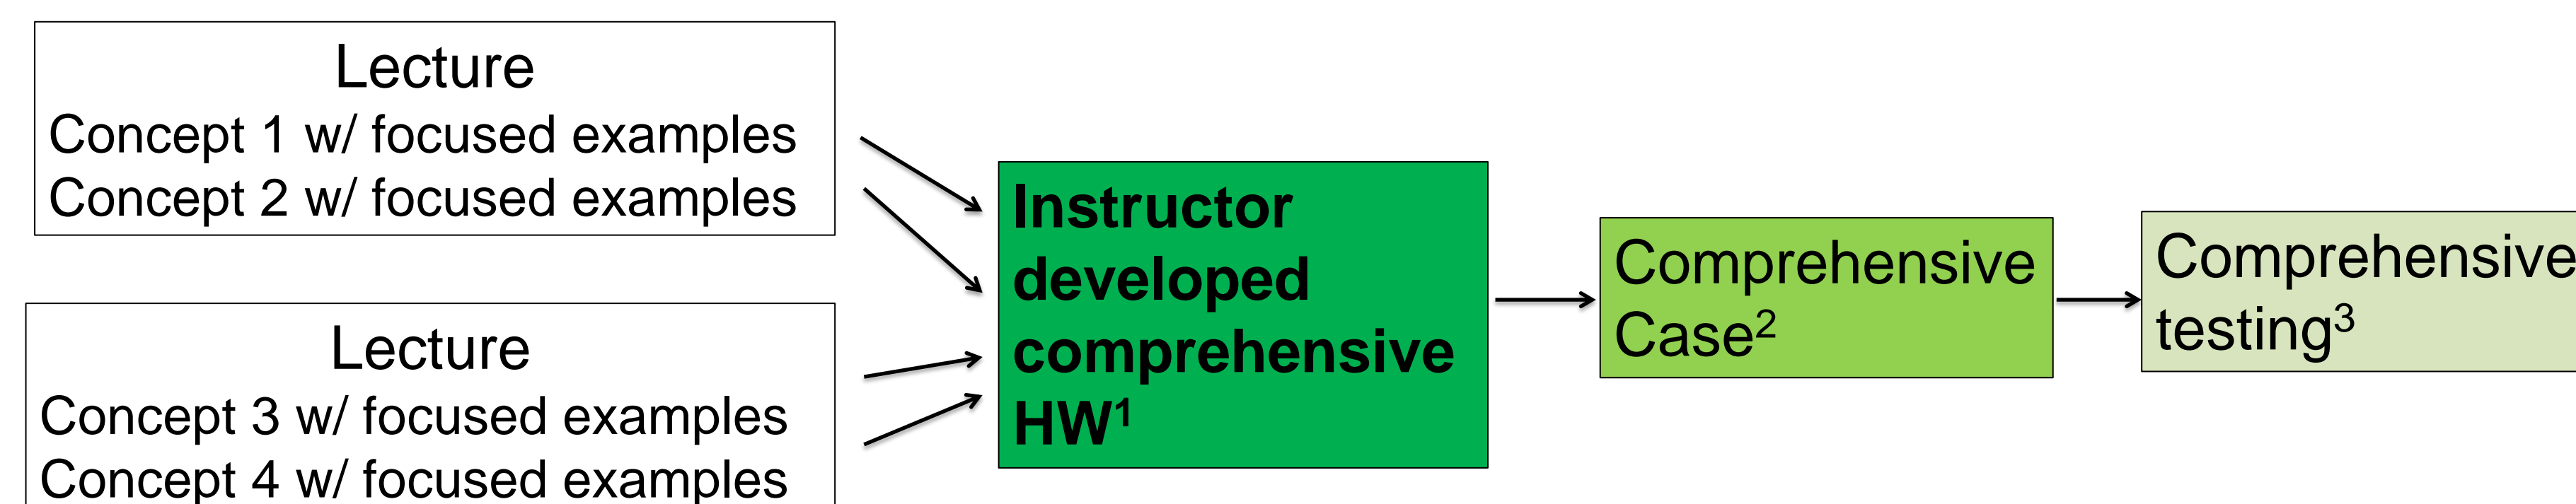 Lecture
Concept 1 w/ focused examples
Concept 2 w/ focused examples
Lecture
Concept 3 w/ focused examples
Concept 4 w/ focused examples
Instructor
developed
comprehensive
HW¹
Comprehensive
Case²
Comprehensive
testing³